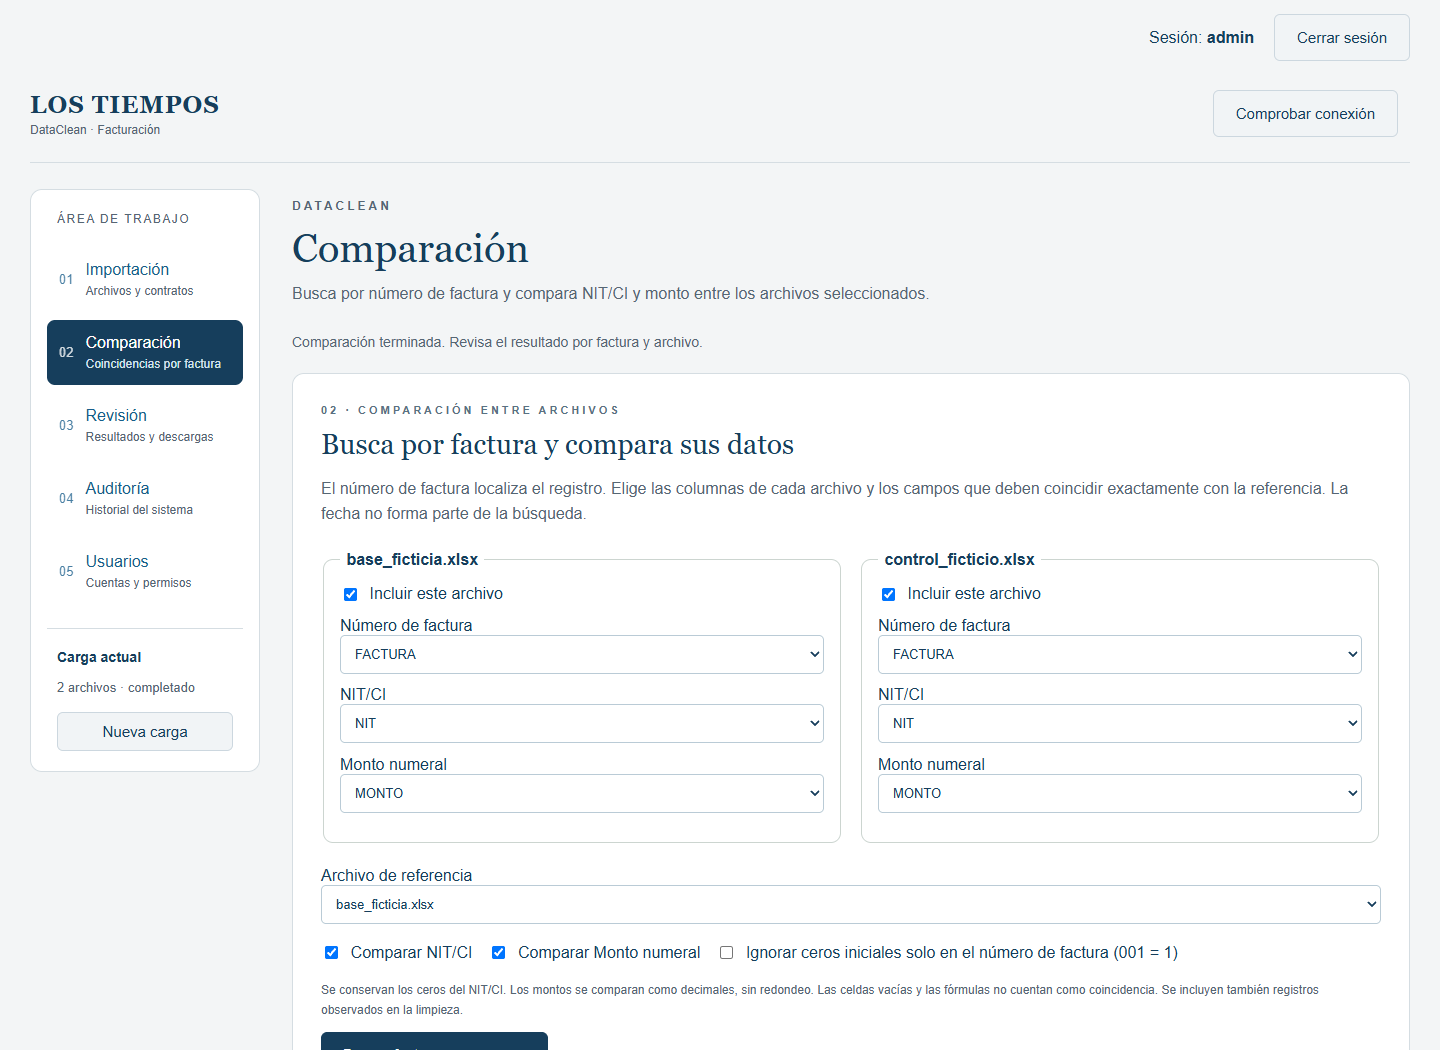 Sesión: admin
Cerrar sesión
LOS TIEMPOS
DataClean · Facturación
Comprobar conexión
ÁREA DE TRABAJO
01
Importación
Archivos y contratos
02
Comparación
Coincidencias por factura
03
Revisión
Resultados y descargas
04
Auditoría
Historial del sistema
05
Usuarios
Cuentas y permisos
Carga actual
2 archivos · completado
Nueva carga
DATACLEAN
Comparación
Busca por número de factura y compara NIT/CI y monto entre los archivos seleccionados.
Comparación terminada. Revisa el resultado por factura y archivo.
02 · COMPARACIÓN ENTRE ARCHIVOS
Busca por factura y compara sus datos
El número de factura localiza el registro. Elige las columnas de cada archivo y los campos que deben coincidir exactamente con la referencia. La
fecha no forma parte de la búsqueda.
base_ficticia.xlsx
Incluir este archivo
Número de factura
FACTURA
NIT/CI
NIT
Monto numeral
MONTO
control_ficticio.xlsx
Incluir este archivo
Número de factura
FACTURA
NIT/CI
NIT
Monto numeral
MONTO
Archivo de referencia
base_ficticia.xlsx
Comparar NIT/CI
Comparar Monto numeral
Ignorar ceros iniciales solo en el número de factura (001 = 1)
Se conservan los ceros del NIT/CI. Los montos se comparan como decimales, sin redondeo. Las celdas vacías y las fórmulas no cuentan como coincidencia. Se incluyen también registros
observados en la limpieza.